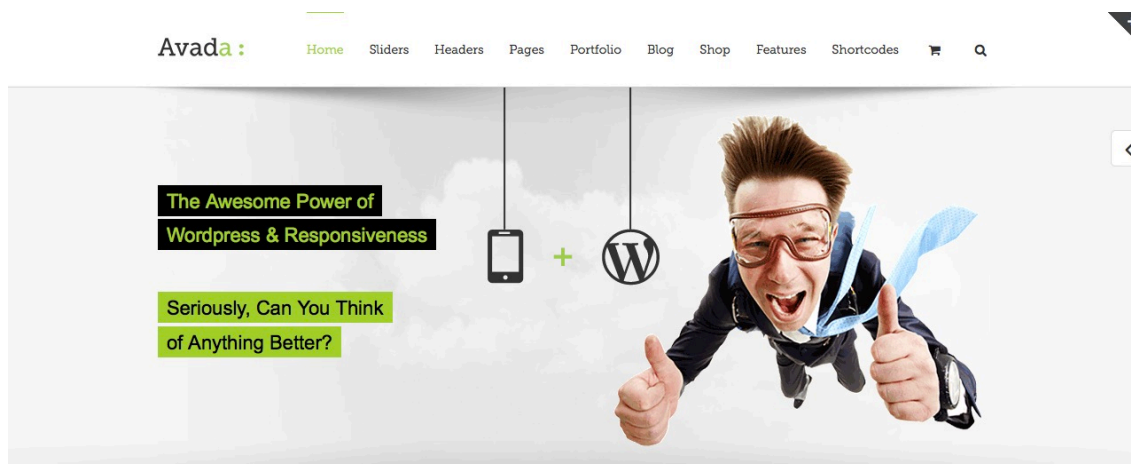 Avada :
Home Sliders Headers Pages Portfolio Blog Shop Features Shortcodes
The Awesome Power of
Wordpress & Responsiveness
+
W
Seriously, Can You Think
of Anything Better?